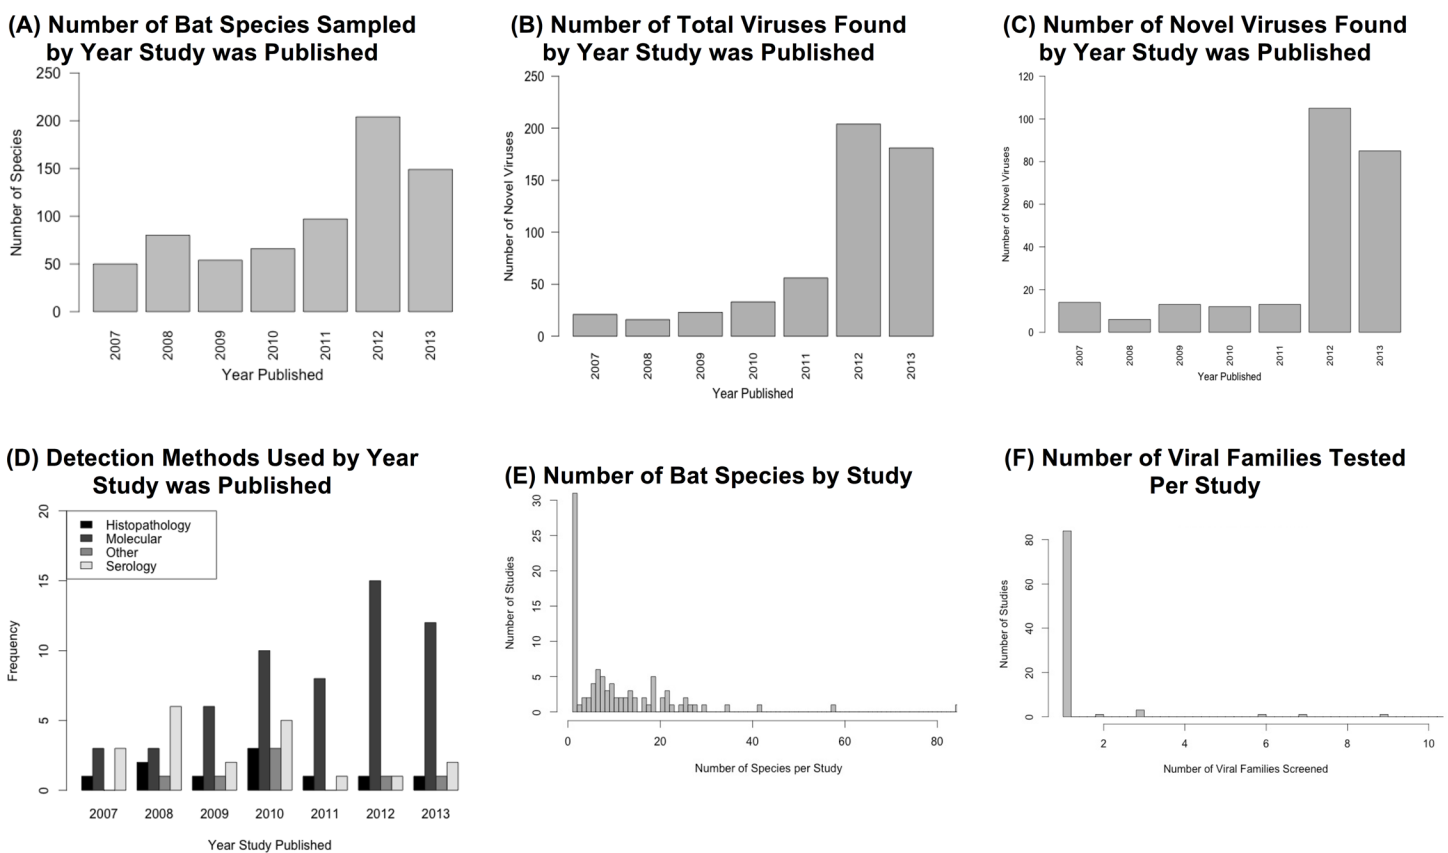 (A) Number of Bat Species Sampled
by Year Study was Published
250
200
150
100
50
0
Number of Species
2007
2008
2009
2010
2011
2012
2013
Year Published
(B) Number of Total Viruses Found
by Year Study was Published
250
200
150
100
50
0
Number of Novel Viruses
2007
2008
2009
2010
2011
2012
2013
Year Published
(C) Number of Novel Viruses Found
by Year Study was Published
120
100
80
60
40
20
0
Number of Novel Viruses
2007
2008
2009
2010
2011
2012
2013
Year Published
(D) Detection Methods Used by Year
Study was Published
20
15
10
5
0
Frequency
Histopathology
Molecular
Other
Serology
2007
2008
2009
2010
2011
2012
2013
Year Study Published
(E) Number of Bat Species by Study
30
25
20
15
10
5
0
Number of Studies
0
20
40
60
80
Number of Species per Study
(F) Number of Viral Families Tested
Per Study
80
60
40
20
0
Number of Studies
2
4
6
8
10
Number of Viral Families Screened